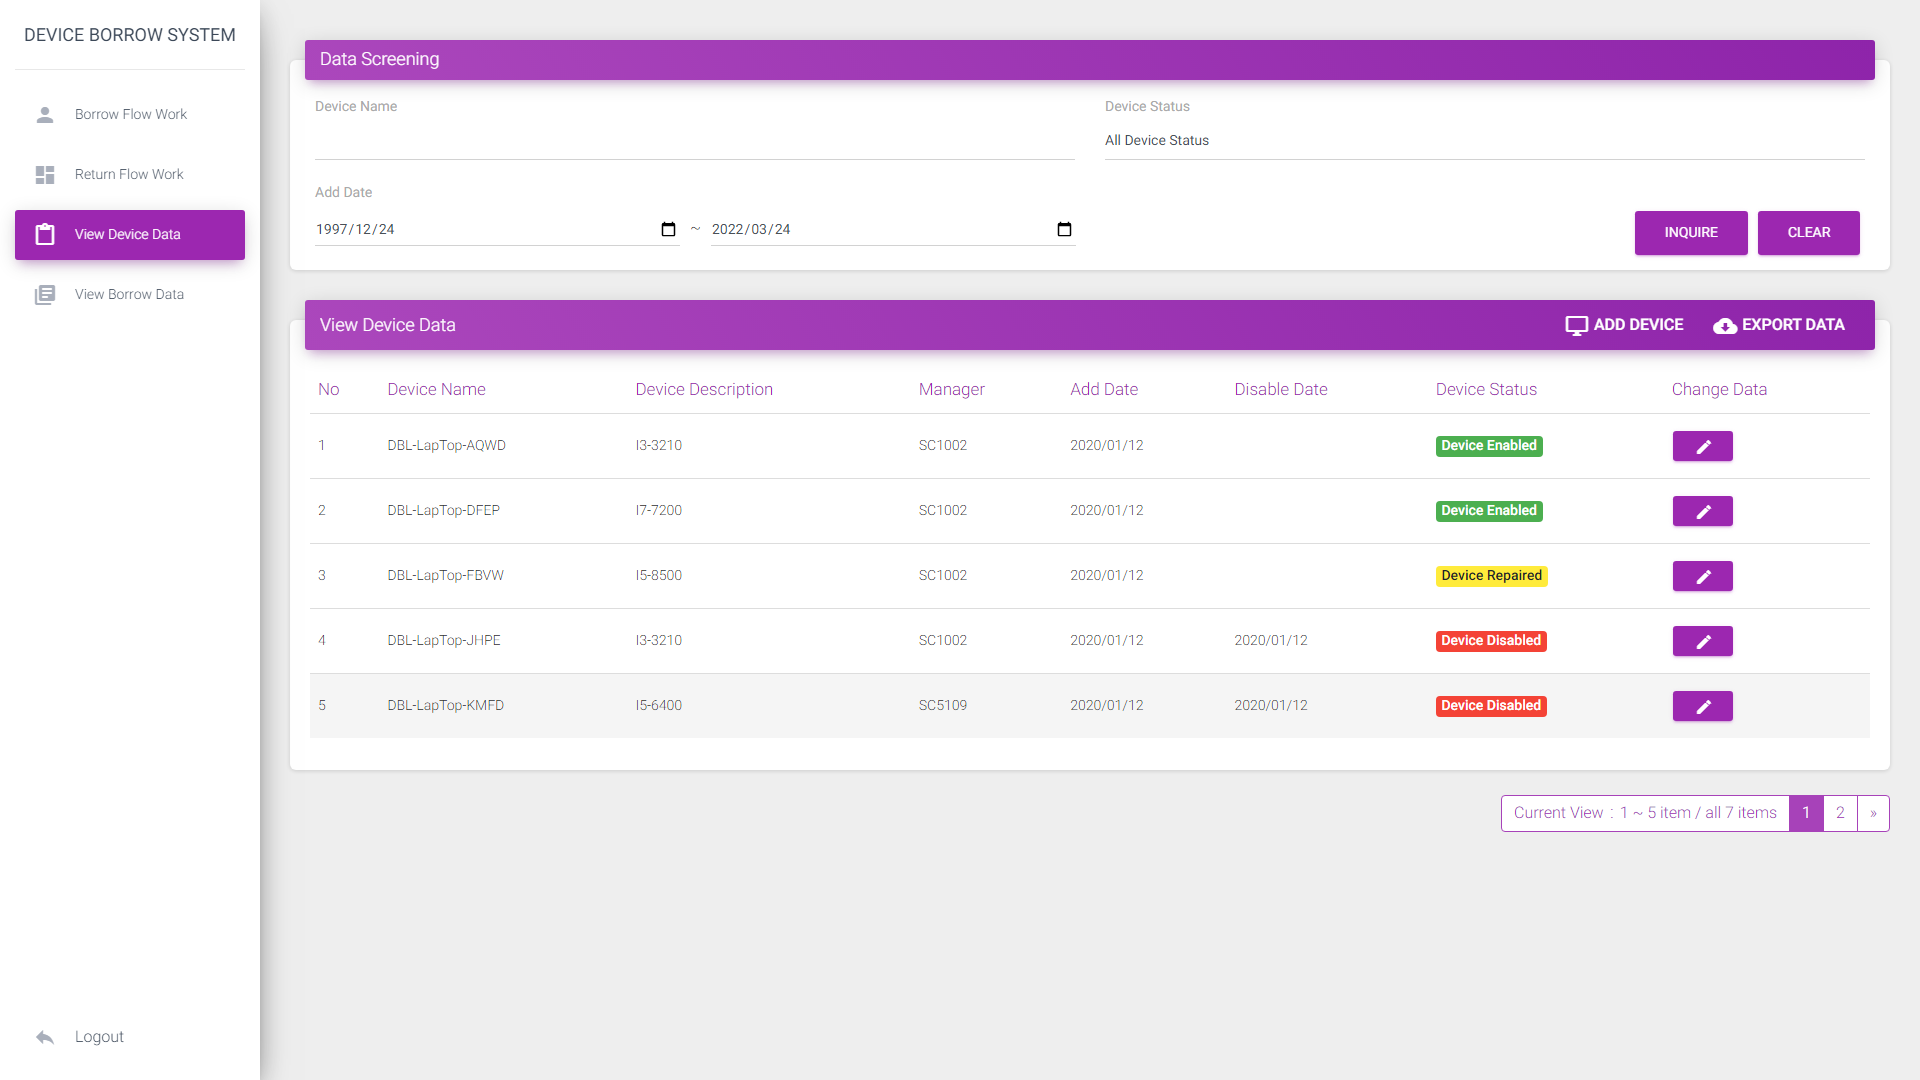 DEVICE BORROW SYSTEM
Borrow Flow Work
Return Flow Work
View Device Data
View Borrow Data
Logout
Data Screening
Device Name
Device Status
All Device Status
Add Date
1997/12/24 ~ 2022/03/24
INQUIRE CLEAR
View Device Data ADD DEVICE EXPORT DATA
No Device Name Device Description Manager Add Date Disable Date Device Status Change Data
1 DBL-LapTop-AQWD I3-3210 SC1002 2020/01/12 Device Enabled
2 DBL-LapTop-DFEP I7-7200 SC1002 2020/01/12 Device Enabled
3 DBL-LapTop-FBVW I5-8500 SC1002 2020/01/12 Device Repaired
4 DBL-LapTop-JHPE I3-3210 SC1002 2020/01/12 2020/01/12 Device Disabled
5 DBL-LapTop-KMFD I5-6400 SC5109 2020/01/12 2020/01/12 Device Disabled
Current View : 1 ~ 5 item / all 7 items 1 2 »